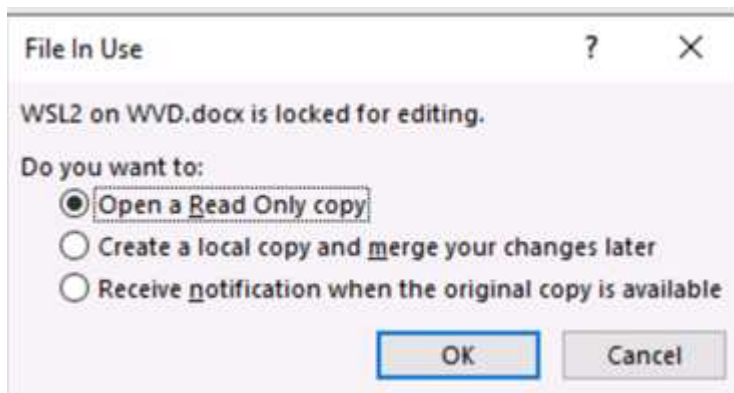 File In Use ?
WSL2 on WVD.docx is locked for editing.
Do you want to:
Open a Read Only copy
Create a local copy and merge your changes later
Receive notification when the original copy is available
OK Cancel